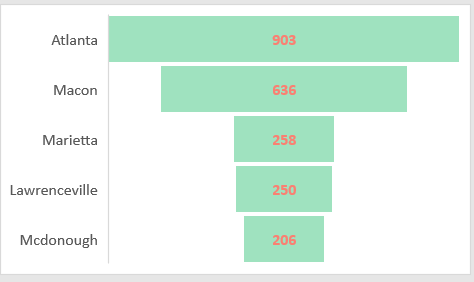 Atlanta 903
Macon 636
Marietta 258
Lawrenceville 250
Mcdonough 206